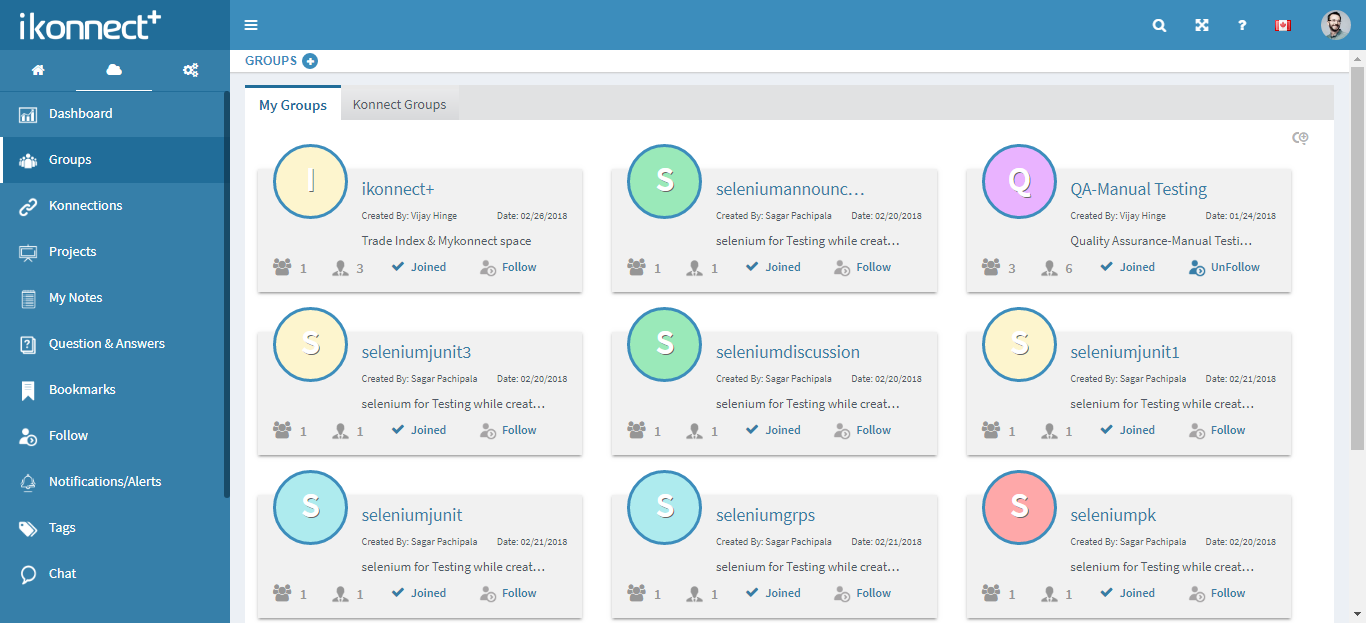 ikonnect+
GROUPS
My Groups
Konnect Groups
Dashboard
Groups
Konnections
Projects
My Notes
Question & Answers
Bookmarks
Follow
Notifications/Alerts
Tags
Chat
I
ikonnect+
Created By: Vijay Hinge Date: 02/26/2018
Trade Index & Mykonnect space
1 3 Joined Follow
S
seleniumannounc...
Created By: Sagar Pachipala Date: 02/20/2018
selenium for Testing while creat...
1 1 Joined Follow
Q
QA-Manual Testing
Created By: Vijay Hinge Date: 01/24/2018
Quality Assurance-Manual Testi...
3 6 Joined UnFollow
S
seleniumjunit3
Created By: Sagar Pachipala Date: 02/20/2018
selenium for Testing while creat...
1 1 Joined Follow
S
seleniumdiscussion
Created By: Sagar Pachipala Date: 02/20/2018
selenium for Testing while creat...
1 1 Joined Follow
S
seleniumjunit1
Created By: Sagar Pachipala Date: 02/21/2018
selenium for Testing while creat...
1 1 Joined Follow
S
seleniumjunit
Created By: Sagar Pachipala Date: 02/21/2018
selenium for Testing while creat...
1 1 Joined Follow
S
seleniumgrps
Created By: Sagar Pachipala Date: 02/21/2018
selenium for Testing while creat...
1 1 Joined Follow
S
seleniumpk
Created By: Sagar Pachipala Date: 02/20/2018
selenium for Testing while creat...
1 1 Joined Follow